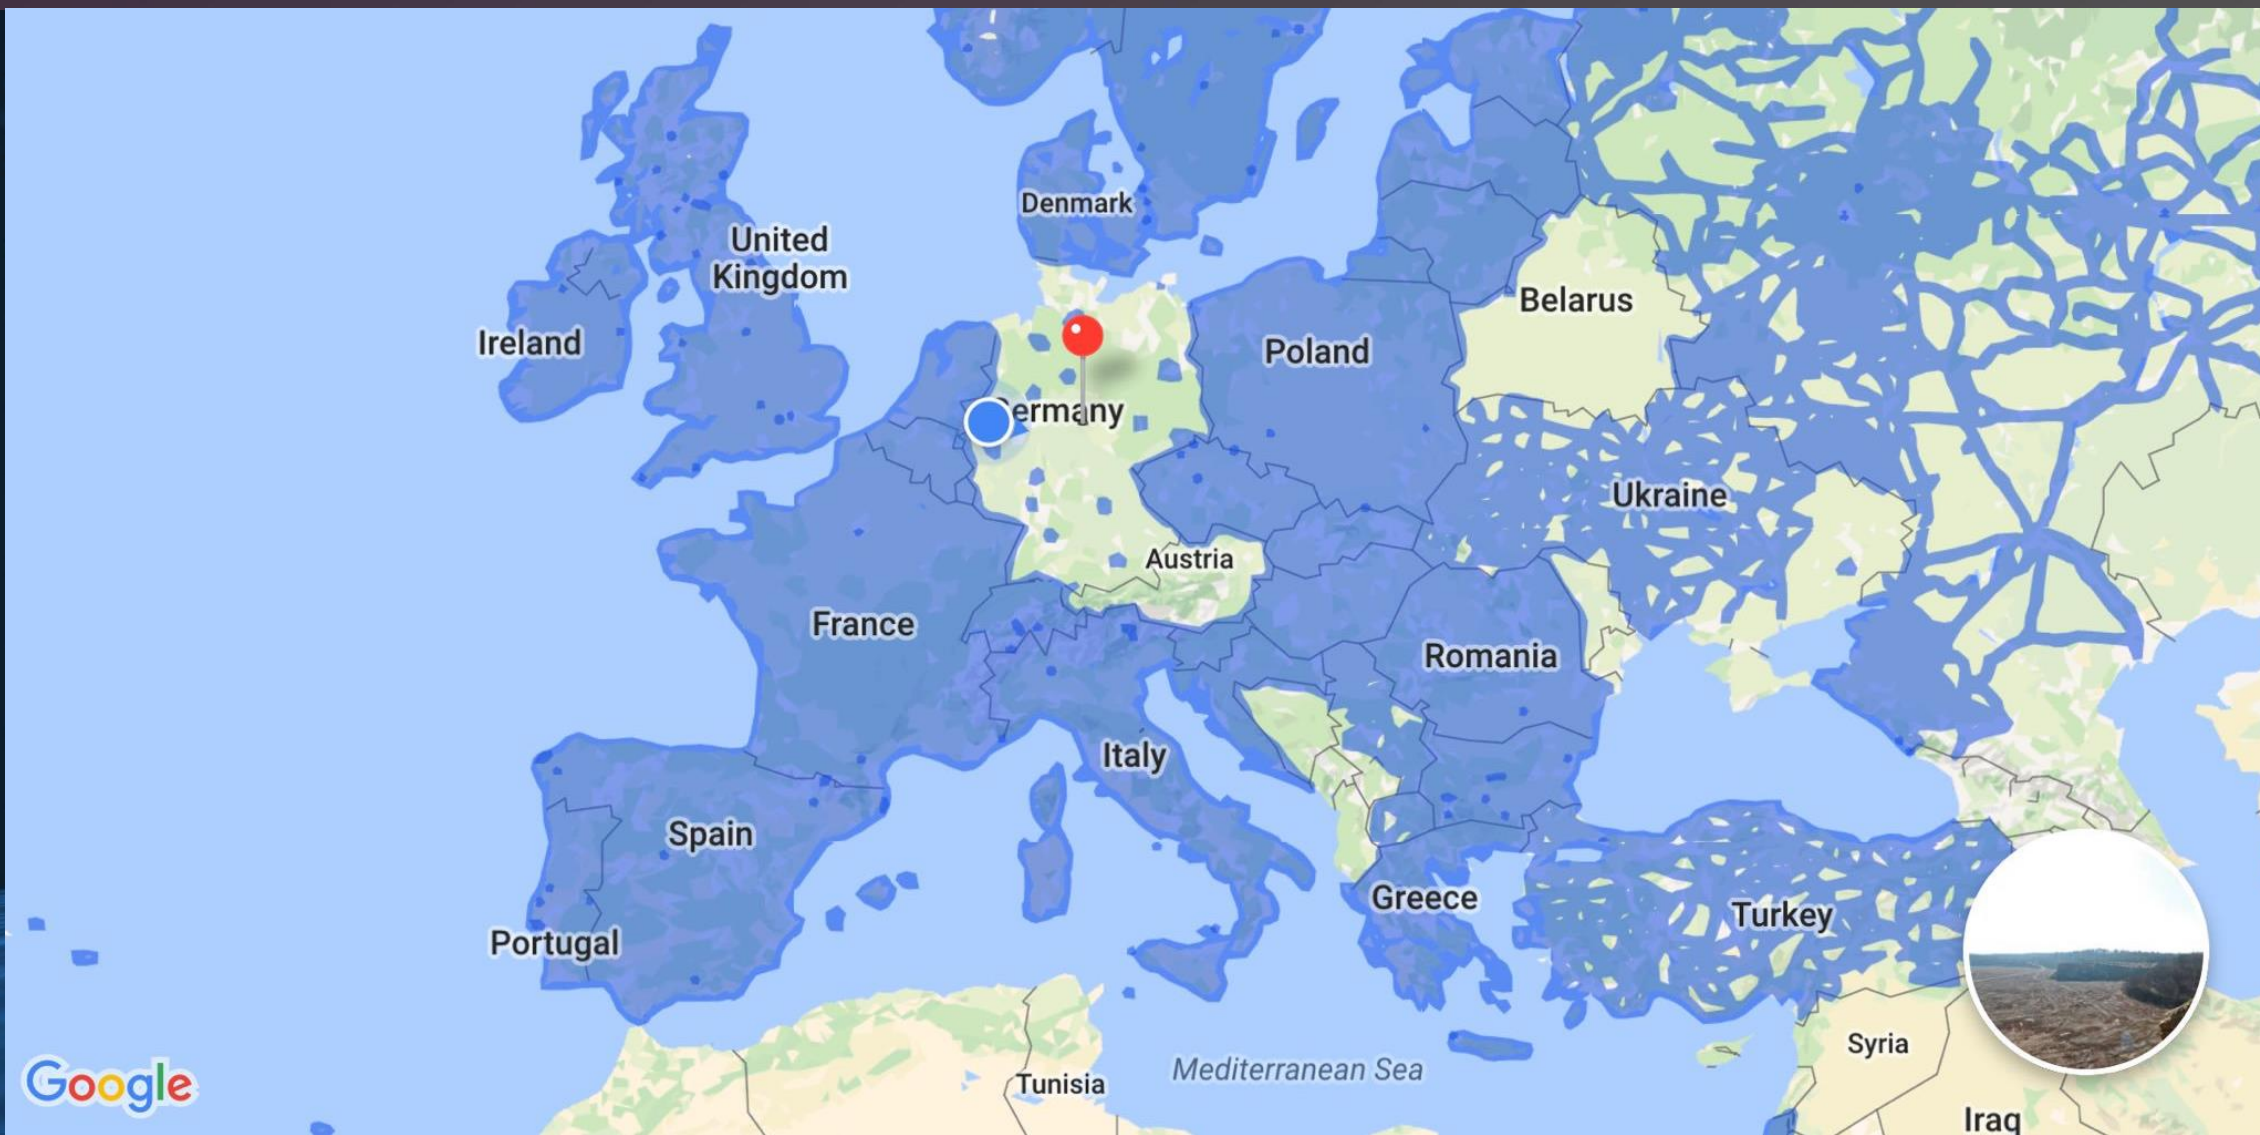 Denmark
United
Kingdom
Ireland
Belarus
Poland
Germany
Ukraine
Austria
France
Romania
Italy
Spain
Greece
Turkey
Portugal
Syria
Mediterranean Sea
Google
Tunisia
Iraq